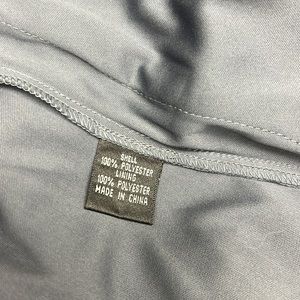 SHELL
100% POLYESTER
LINING
100% POLYESTER
MADE IN CHINA